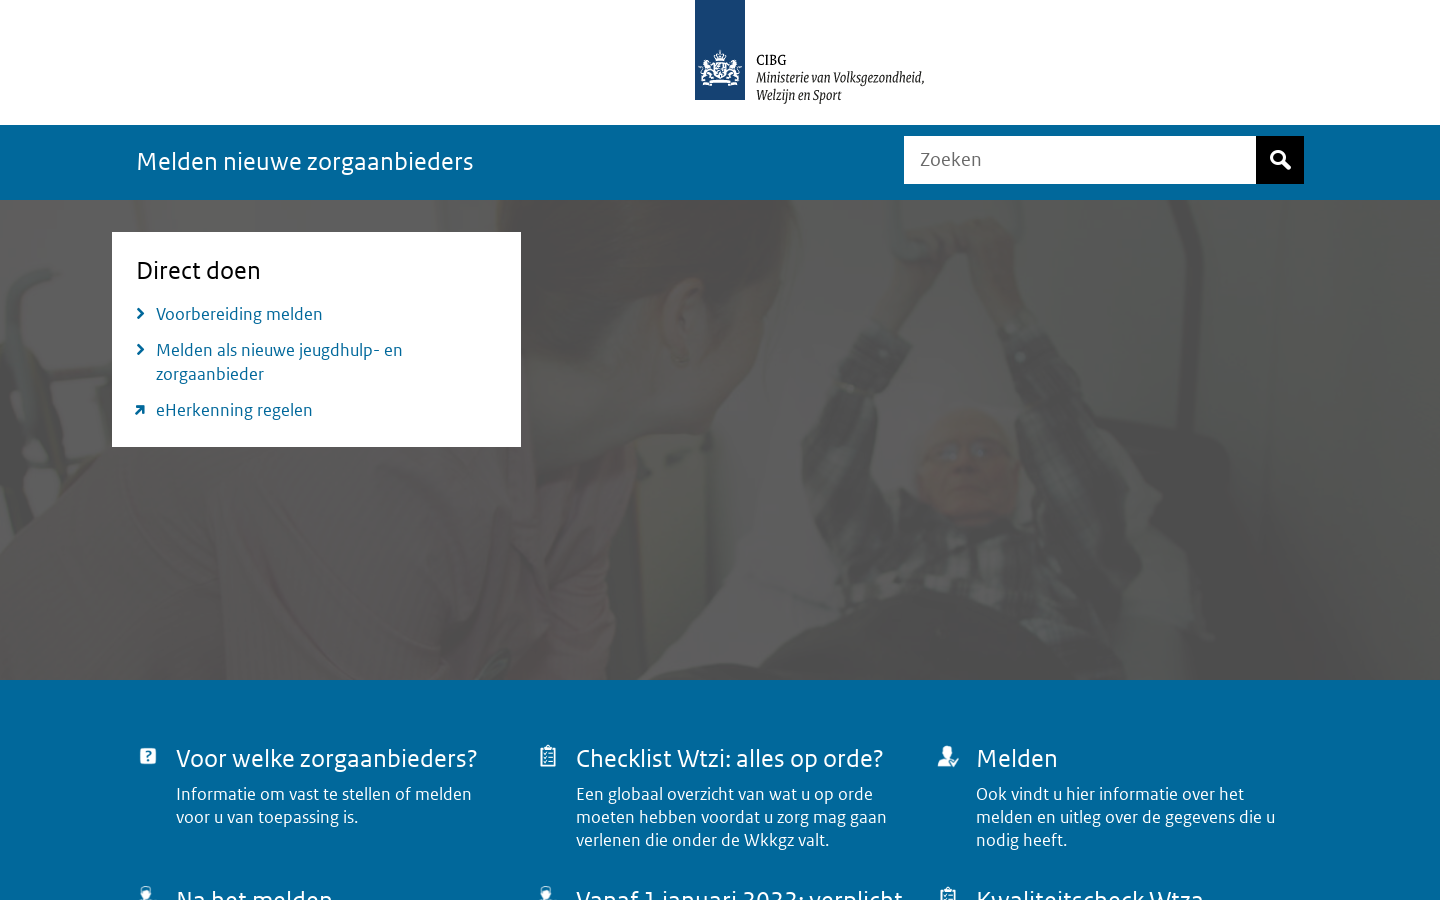 CIBG
Ministerie van Volksgezondheid,
Welzijn en Sport
Melden nieuwe zorgaanbieders
Zoeken
Direct doen
Voorbereiding melden
Melden als nieuwe jeugdhulp- en
zorgaanbieder
eHerkenning regelen
Voor welke zorgaanbieders?
Informatie om vast te stellen of melden
voor u van toepassing is.
Checklist Wtzi: alles op orde?
Een globaal overzicht van wat u op orde
moeten hebben voordat u zorg mag gaan
verlenen die onder de Wkkgz valt.
Melden
Ook vindt u hier informatie over het
melden en uitleg over de gegevens die u
nodig heeft.
Na het melden
Vanaf 1 januari 2022: verplicht
Kwaliteitscheck Wtza